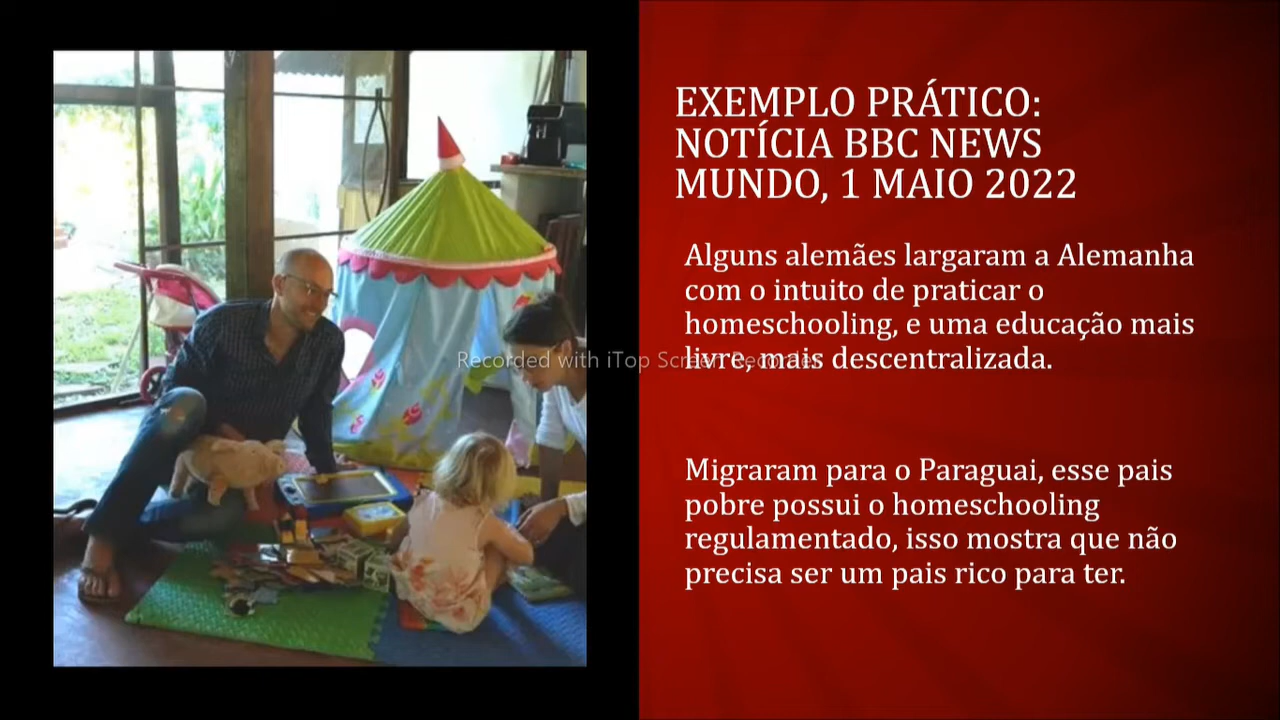 EXEMPLO PRÁTICO:
NOTÍCIA BBC NEWS
MUNDO, 1 MAIO 2022
Alguns alemães largaram a Alemanha
com o intuito de praticar o
homeschooling, e uma educação mais
livre, mais descentralizada.
Recorded with iTop Screen Recorder
Migraram para o Paraguai, esse pais
pobre possui o homeschooling
regulamentado, isso mostra que não
precisa ser um pais rico para ter.